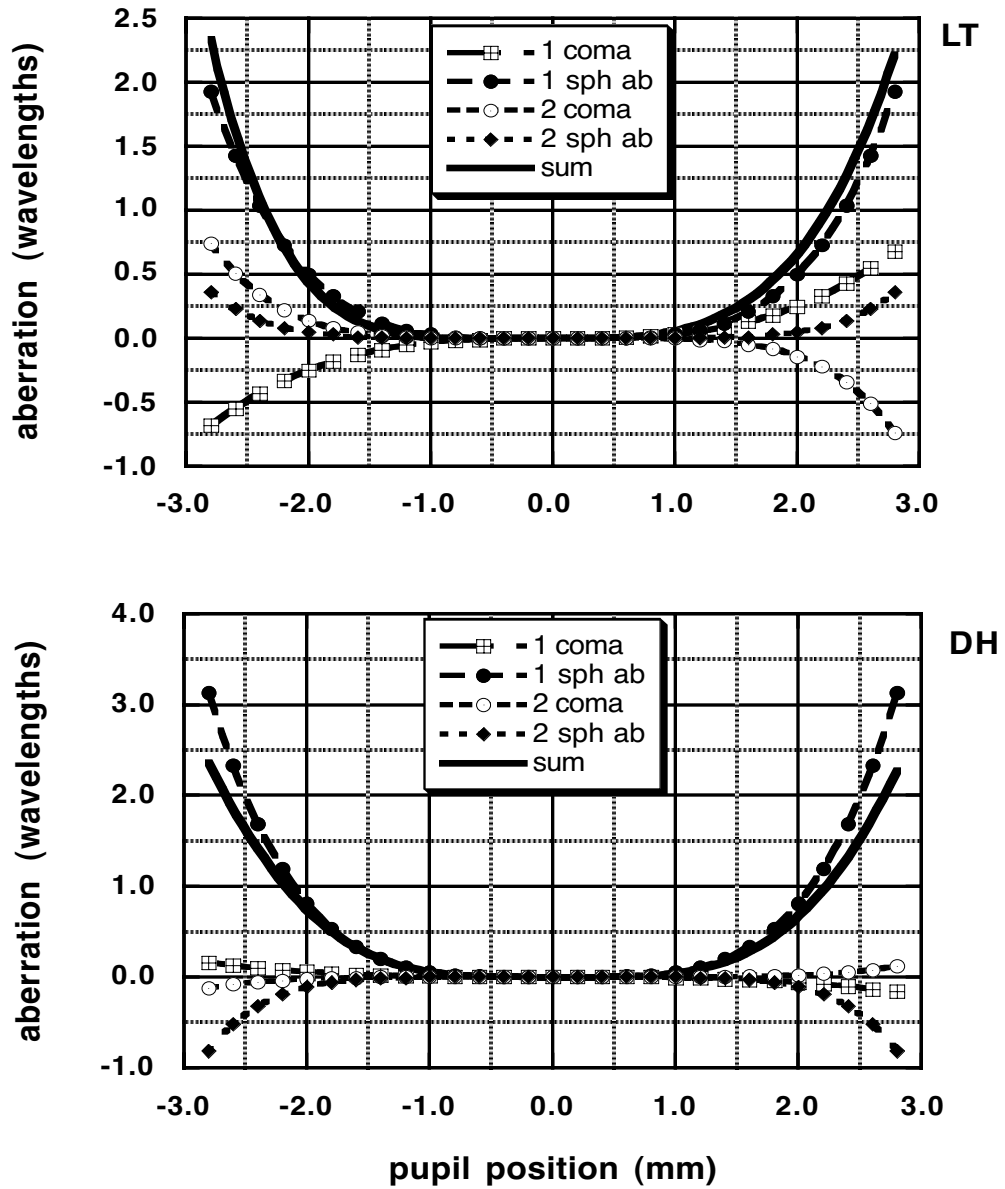 LT
aberration (wavelengths)
2.5
2.0
1.5
1.0
0.5
0.0
-0.5
-1.0
1 coma
1 sph ab
2 coma
2 sph ab
sum
-3.0 -2.0 -1.0 0.0 1.0 2.0 3.0
DH
aberration (wavelengths)
4.0
3.0
2.0
1.0
0.0
-1.0
1 coma
1 sph ab
2 coma
2 sph ab
sum
-3.0 -2.0 -1.0 0.0 1.0 2.0 3.0
pupil position (mm)